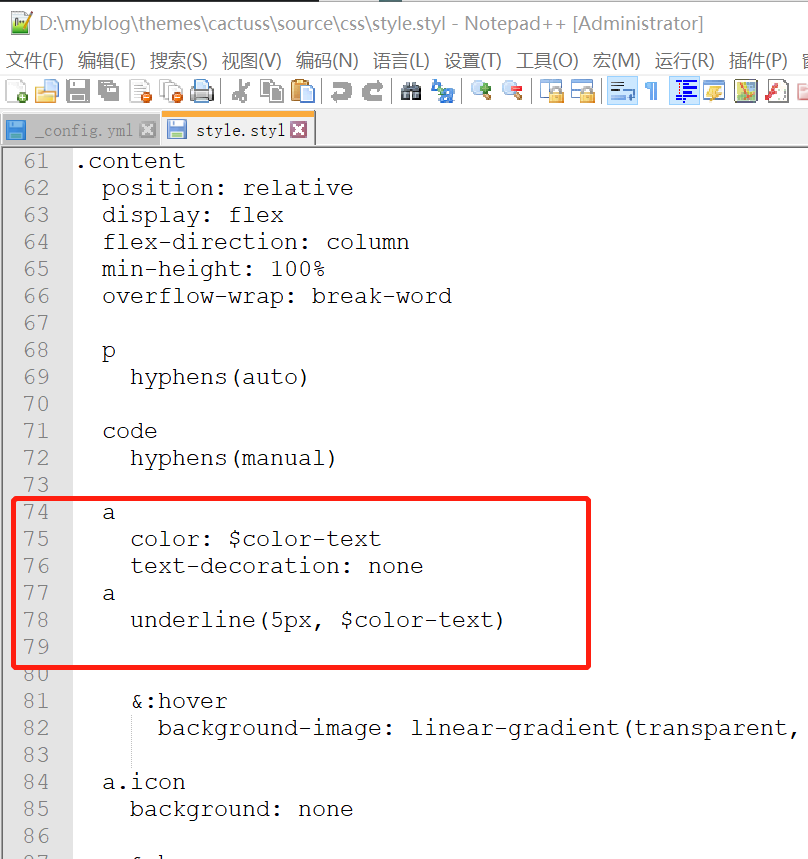 D:\myblog\themes\cactuss\source\css\style.styl - Notepad++ [Administrator]
文件(F) 编辑(E) 搜索(S) 视图(V) 编码(N) 语言(L) 设置(T) 工具(O) 宏(M) 运行(R) 插件(P)
_config.yml style.styl
61 .content
62 position: relative
63 display: flex
64 flex-direction: column
65 min-height: 100%
66 overflow-wrap: break-word
67
68 p
69 hyphens(auto)
70
71 code
72 hyphens(manual)
73
74 a
75 color: $color-text
76 text-decoration: none
77 a
78 underline(5px, $color-text)
79
80
81 &:hover
82 background-image: linear-gradient(transparent,
83
84 a.icon
85 background: none
86